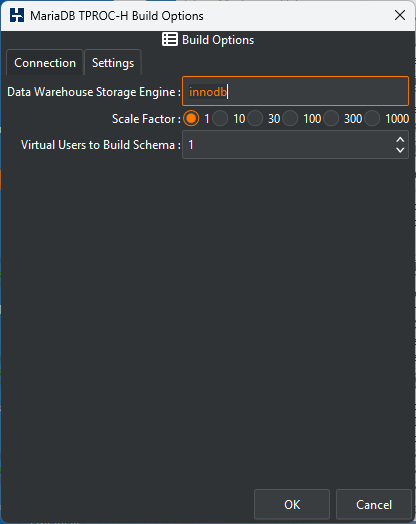 MariaDB TPROC-H Build Options
Build Options
Connection Settings
Data Warehouse Storage Engine : innodb
Scale Factor : 1 10 30 100 300 1000
Virtual Users to Build Schema : 1
OK Cancel